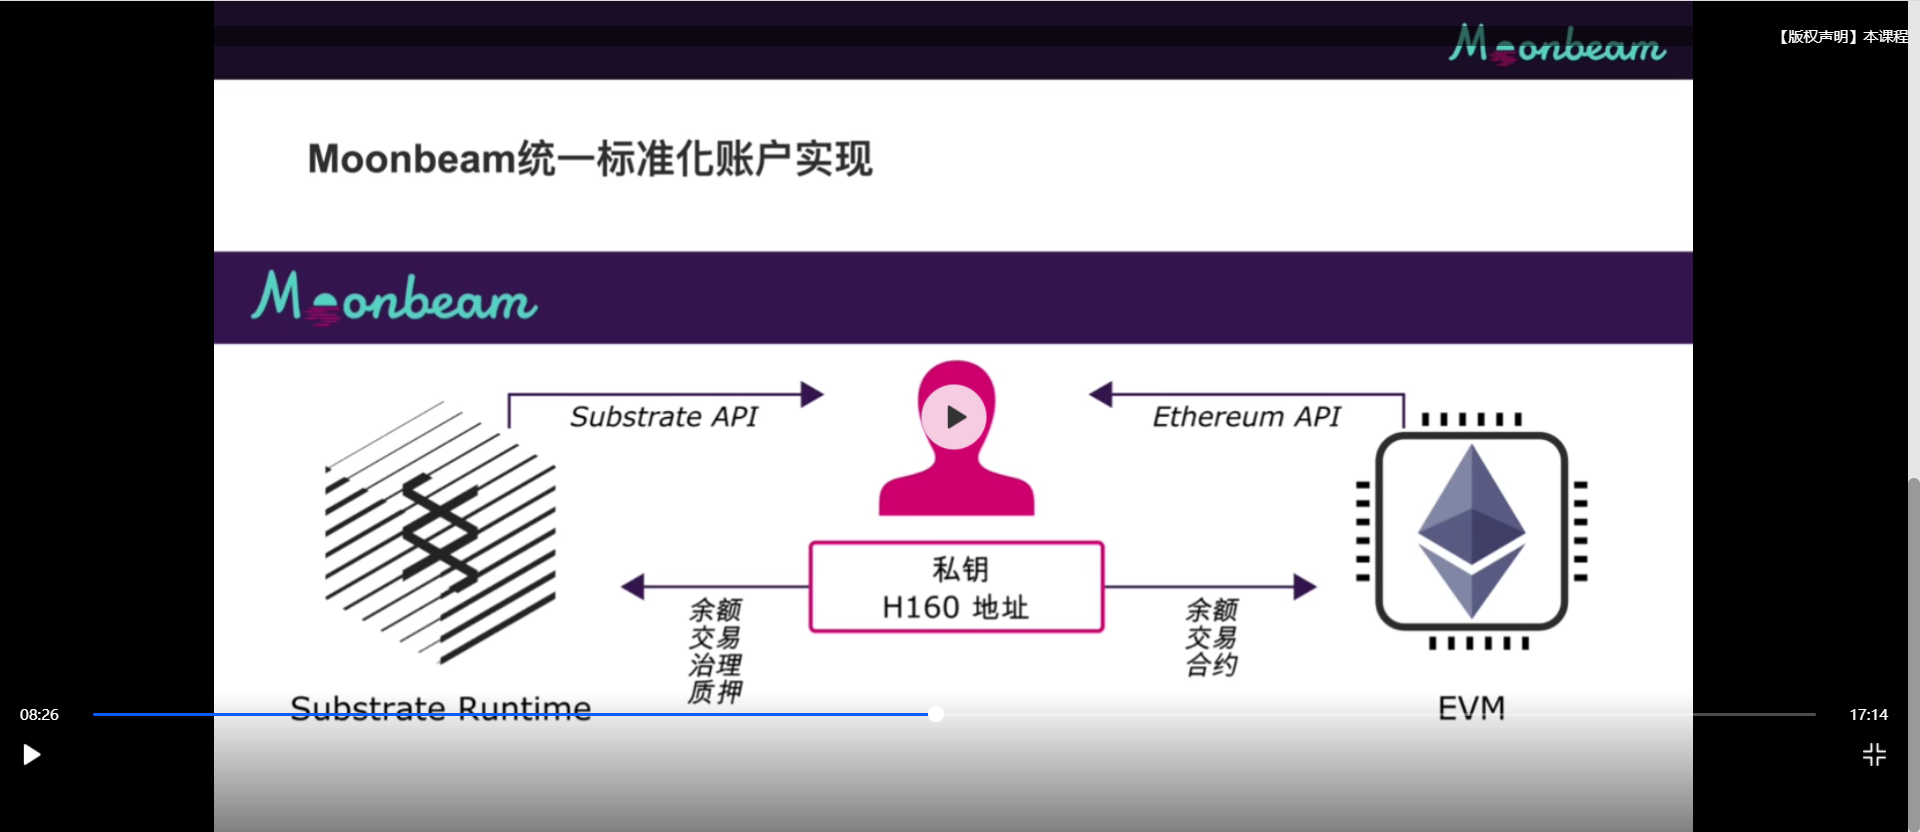 Moonbeam
【版权声明】本课程
Moonbeam统一标准化账户实现
Moonbeam
Substrate API
Ethereum API
私钥
H160 地址
余额
交易
治理
质押
余额
交易
合约
Substrate Runtime
EVM
08:26
17:14